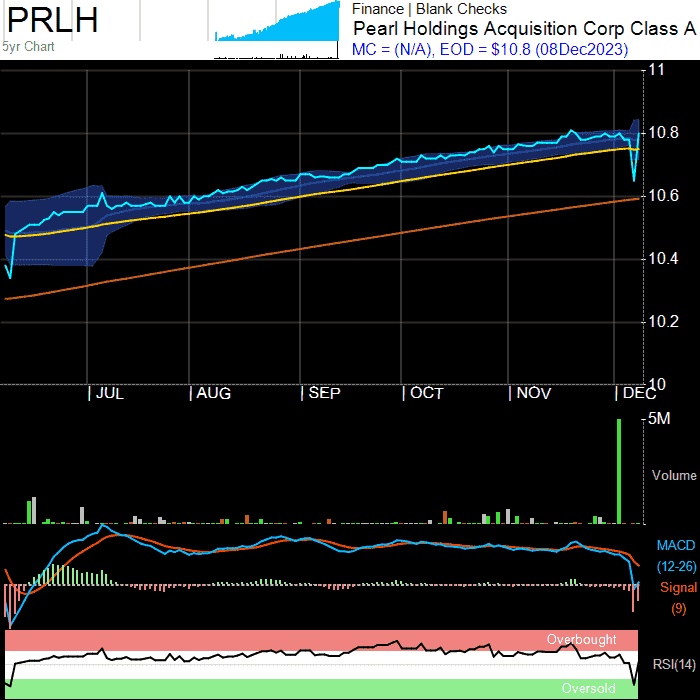 PRLH
5yr Chart
Finance | Blank Checks
Pearl Holdings Acquisition Corp Class A
MC = (N/A), EOD = $10.8 (08Dec2023)
11
10.8
10.6
10.4
10.2
10
JUL AUG SEP OCT NOV DEC
5M
Volume
MACD
(12-26)
Signal
(9)
Overbought
RSI(14)
Oversold